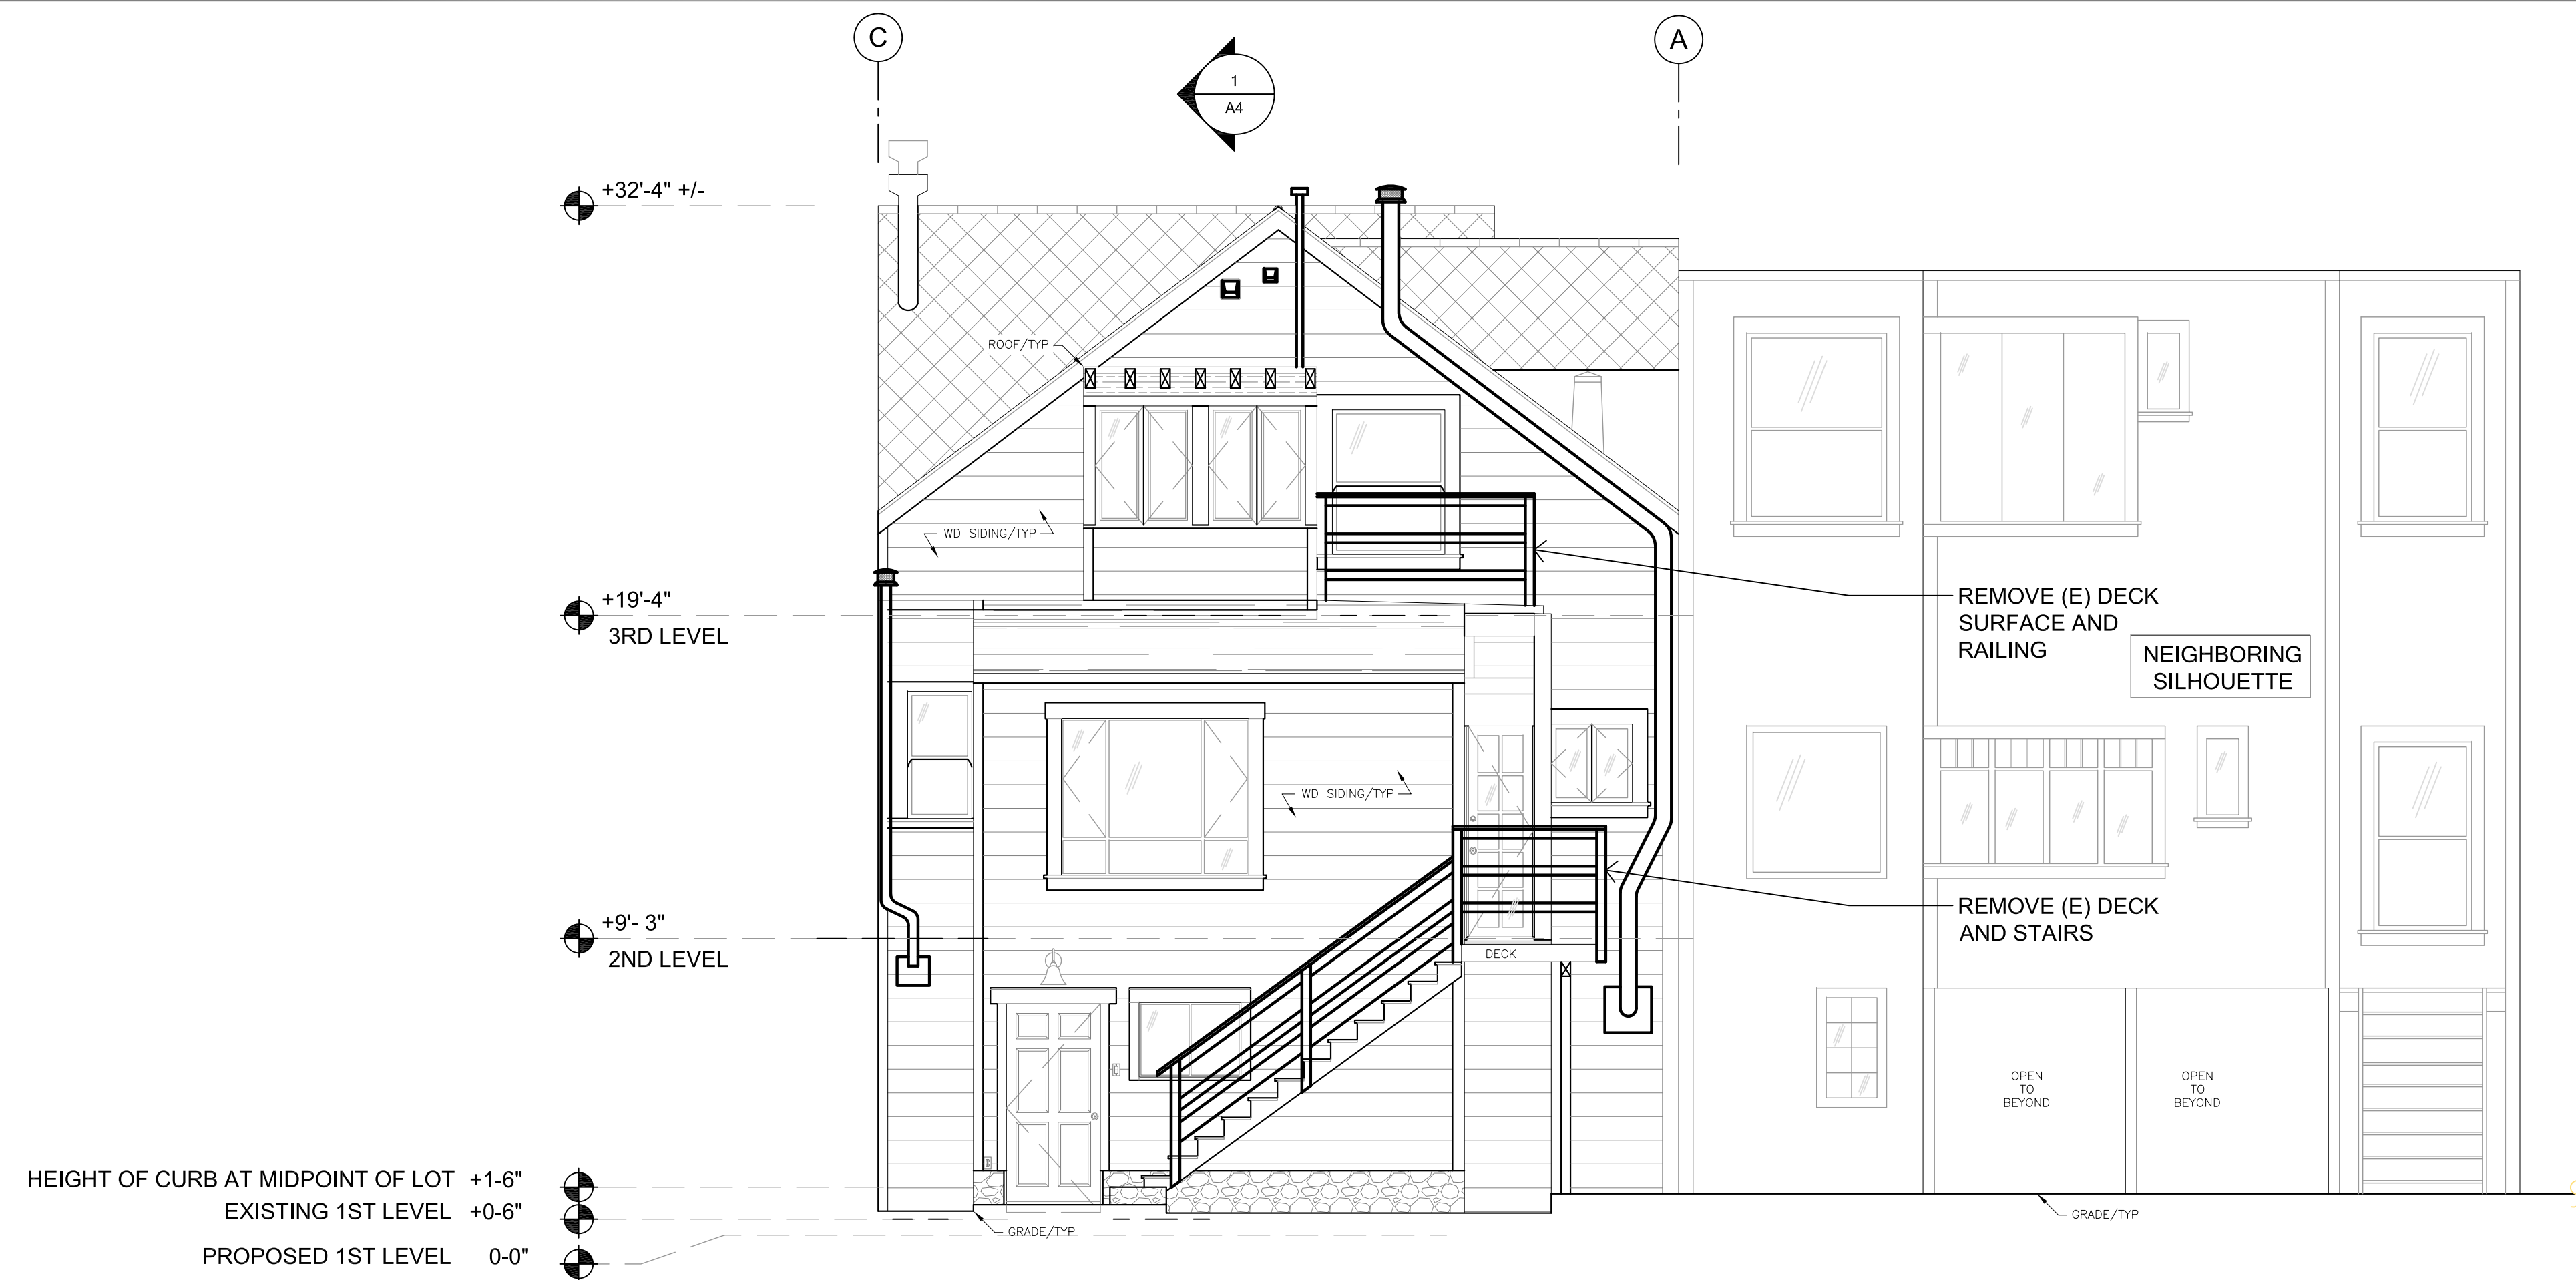 C
A
1
A4
+32'-4" +/-
ROOF/TYP
WD SIDING/TYP
+19'-4"
3RD LEVEL
REMOVE (E) DECK
SURFACE AND
RAILING
NEIGHBORING
SILHOUETTE
WD SIDING/TYP
+9'- 3"
2ND LEVEL
REMOVE (E) DECK
AND STAIRS
DECK
OPEN
TO
BEYOND
OPEN
TO
BEYOND
HEIGHT OF CURB AT MIDPOINT OF LOT +1-6"
EXISTING 1ST LEVEL +0-6"
GRADE/TYP
GRADE/TYP
PROPOSED 1ST LEVEL 0-0"